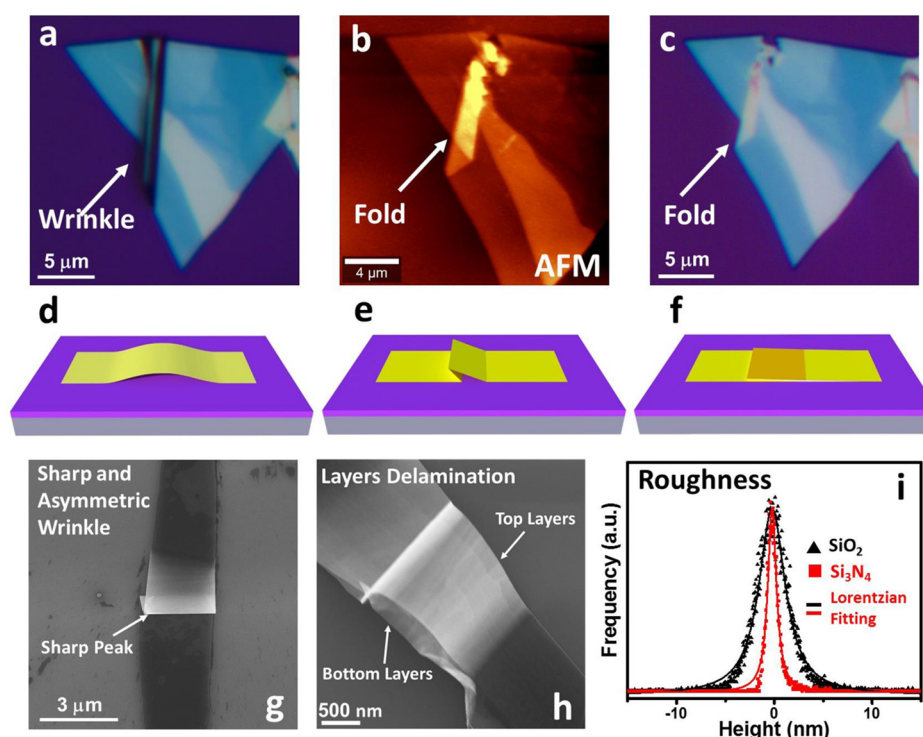 a
Wrinkle
5 μm
b
Fold
4 μm
AFM
c
Fold
5 μm
d
e
f
Sharp and
Asymmetric
Wrinkle
Sharp Peak
3 μm
g
Layers Delamination
Top Layers
Bottom Layers
500 nm
h
Roughness
i
Frequency (a.u.)
SiO₂
Si₃N₄
Lorentzian
Fitting
-10
0
10
Height (nm)